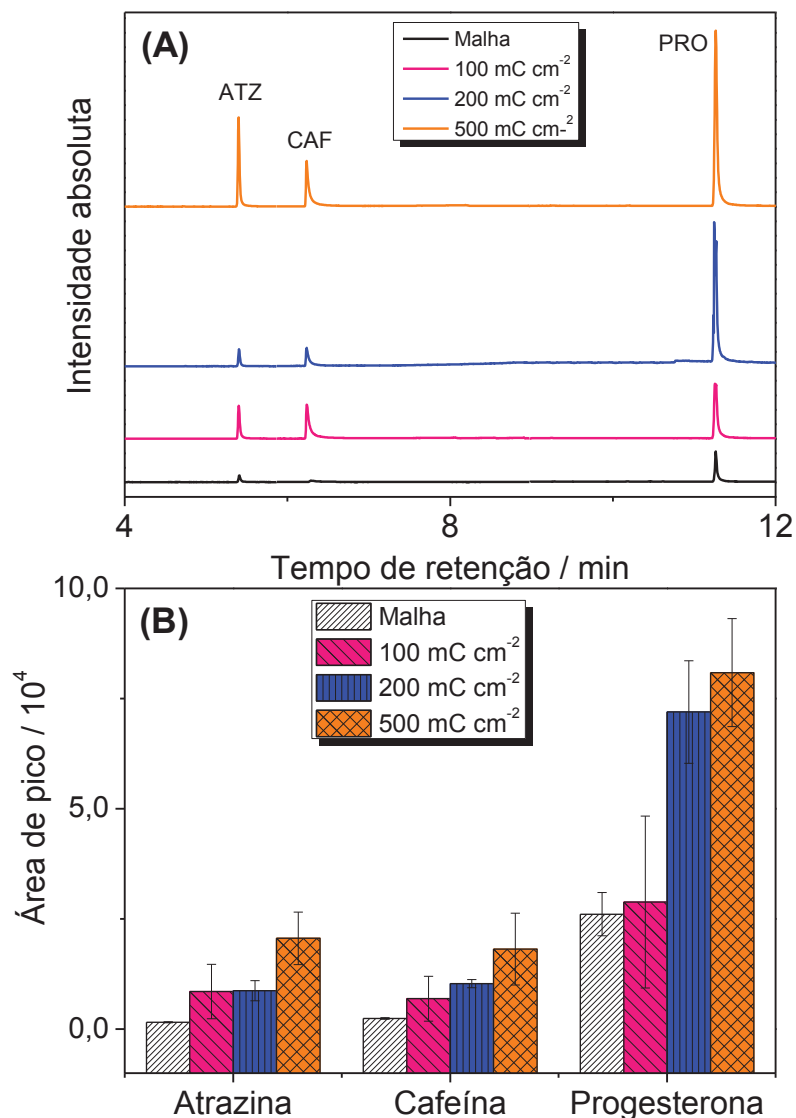 (A)
Malha
100 mC cm⁻²
200 mC cm⁻²
500 mC cm-²
ATZ
CAF
PRO
Intensidade absoluta
4
8
12
Tempo de retenção / min
(B)
Malha
100 mC cm⁻²
200 mC cm⁻²
500 mC cm⁻²
Área de pico / 10⁴
10,0
5,0
0,0
Atrazina
Cafeína
Progesterona